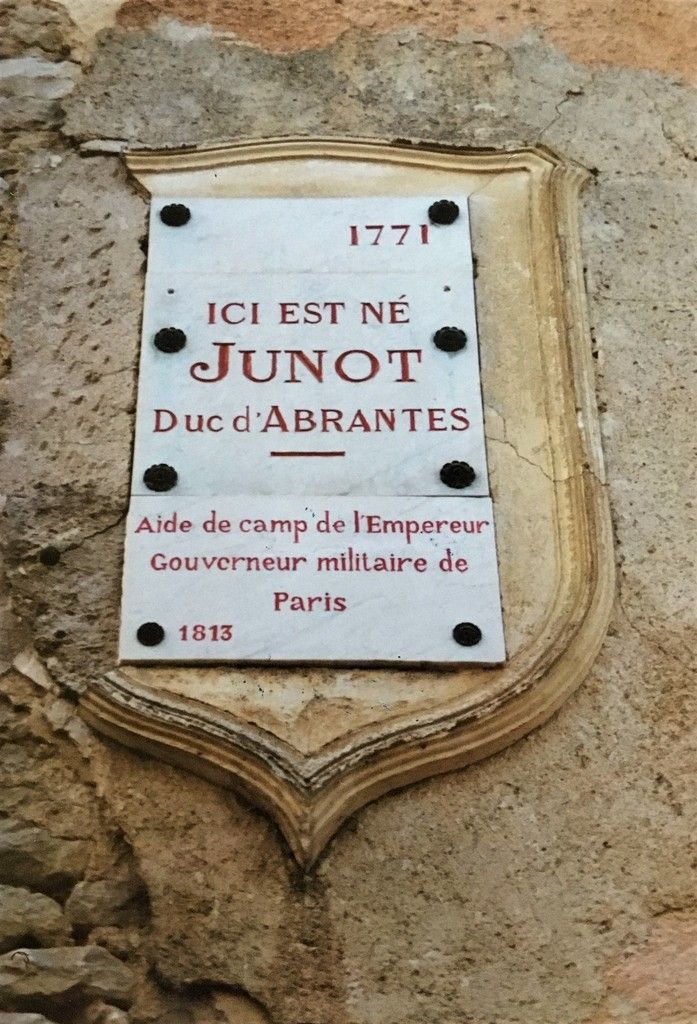 1771
ICI EST NÉ
JUNOT
Duc d'ABRANTES
Aide de camp de l'Empereur
Gouverneur militaire de
Paris
1813